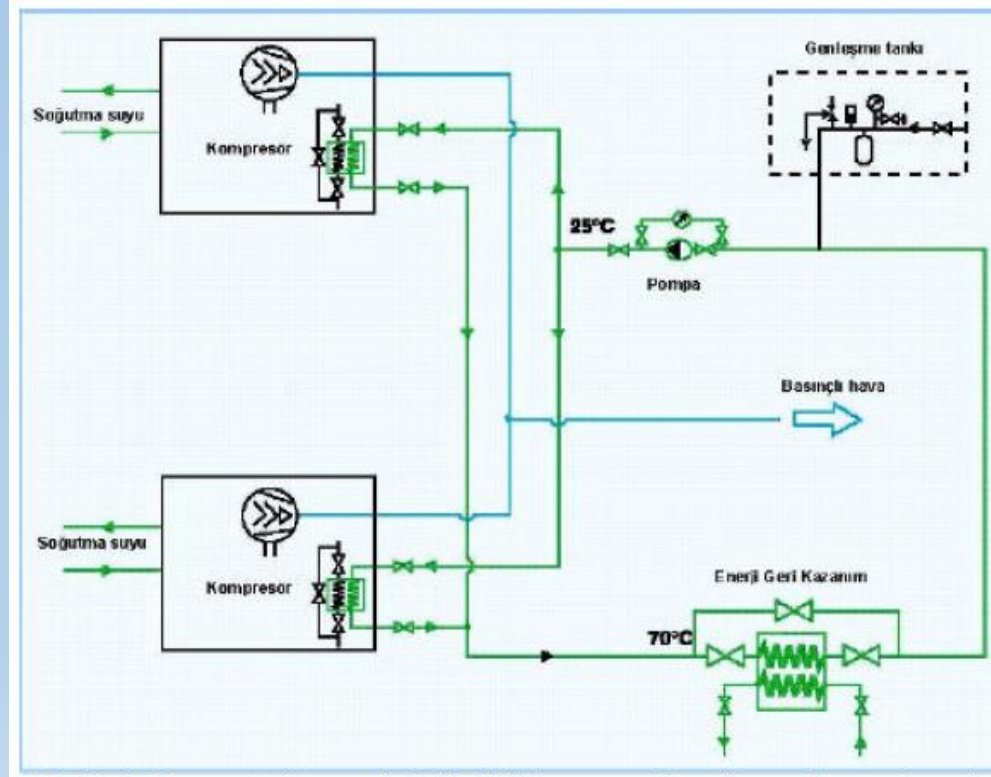 Genleşme tankı
Soğutma suyu
Kompresor
25°C
Pompa
Basınçlı hava
Soğutma suyu
Kompresor
Enerji Geri Kazanım
70°C